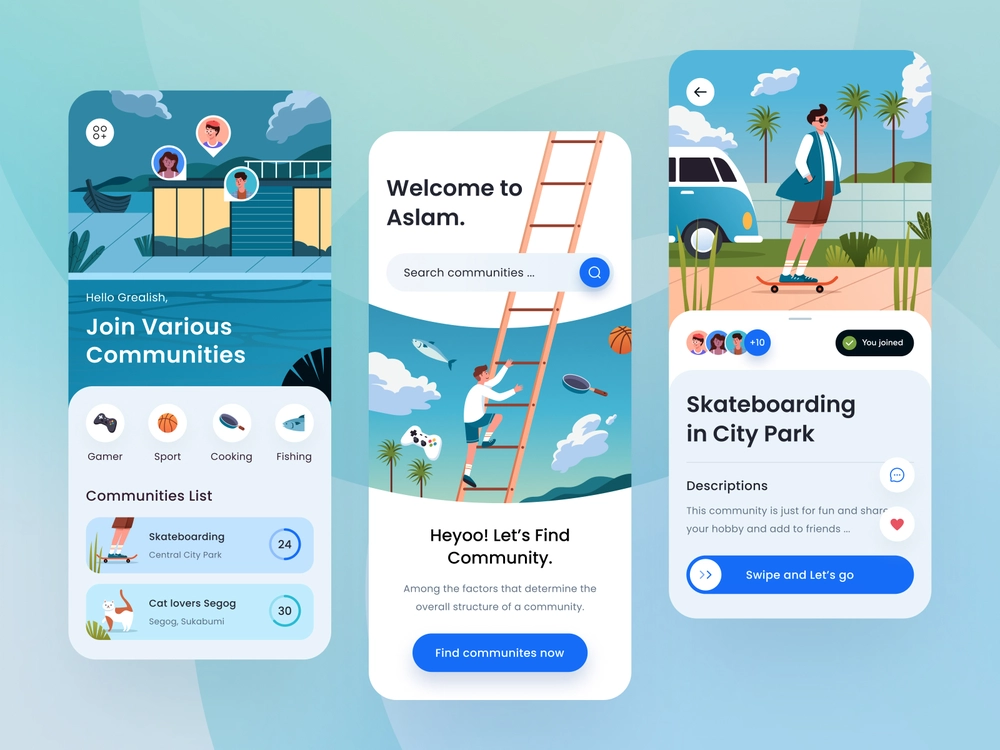 Hello Grealish,
Join Various
Communities
Gamer
Sport
Cooking
Fishing
Communities List
Skateboarding
Central City Park
24
Cat lovers Segog
Segog, Sukabumi
30
Welcome to
Aslam.
Search communities ...
Heyoo! Let's Find
Community.
Among the factors that determine the
overall structure of a community.
Find communites now
+10
You joined
Skateboarding
in City Park
Descriptions
This community is just for fun and share
your hobby and add to friends ...
Swipe and Let's go